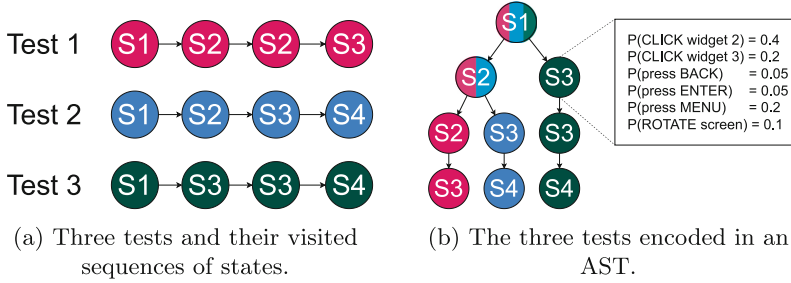 Test 1 S1 S2 S2 S3
Test 2 S1 S2 S3 S4
Test 3 S1 S3 S3 S4
(a) Three tests and their visited
sequences of states.
S1
S2 S3
S2 S3 S3
S3 S4 S4
P(CLICK widget 2) = 0.4
P(CLICK widget 3) = 0.2
P(press BACK) = 0.05
P(press ENTER) = 0.05
P(press MENU) = 0.2
P(ROTATE screen) = 0.1
(b) The three tests encoded in an
AST.